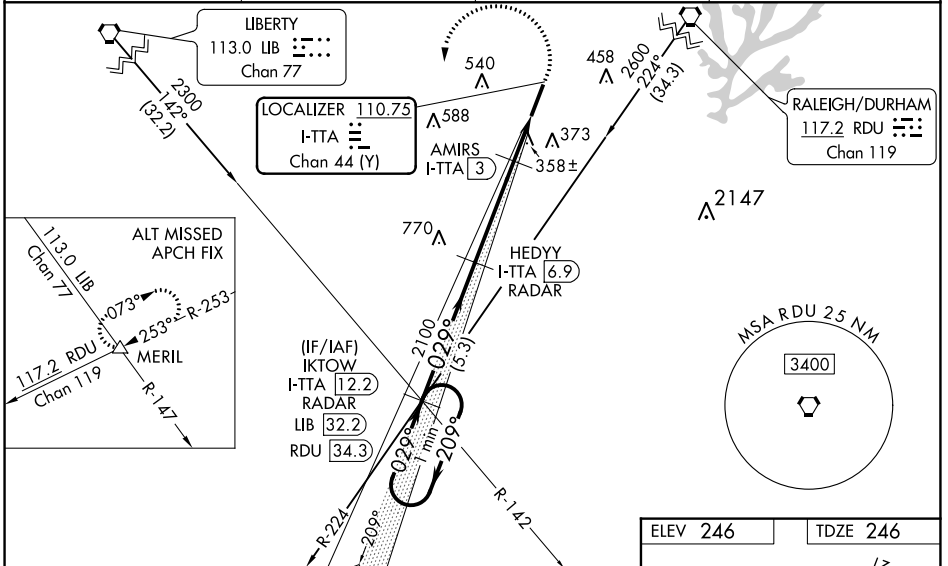 LIBERTY
113.0 LIB
Chan 77
2300
142°
(32.2)
LOCALIZER 110.75
I-TTA
Chan 44 (Y)
540
588
458
2600
224°
(34.3)
RALEIGH/DURHAM
117.2 RDU
Chan 119
AMIRS
I-TTA 3
373
358±
2147
770
HEDYY
I-TTA 6.9
RADAR
ALT MISSED
APCH FIX
113.0 LIB
Chan 77
073°
253°
R-253
MERIL
117.2 RDU
Chan 119
R-147
2100
029°
(5.3)
(IF/IAF)
IKTOW
I-TTA 12.2
RADAR
LIB 32.2
RDU 34.3
029°
1 min
209°
R-224
209°
R-142
MSA RDU 25 NM
3400
ELEV 246
TDZE 246